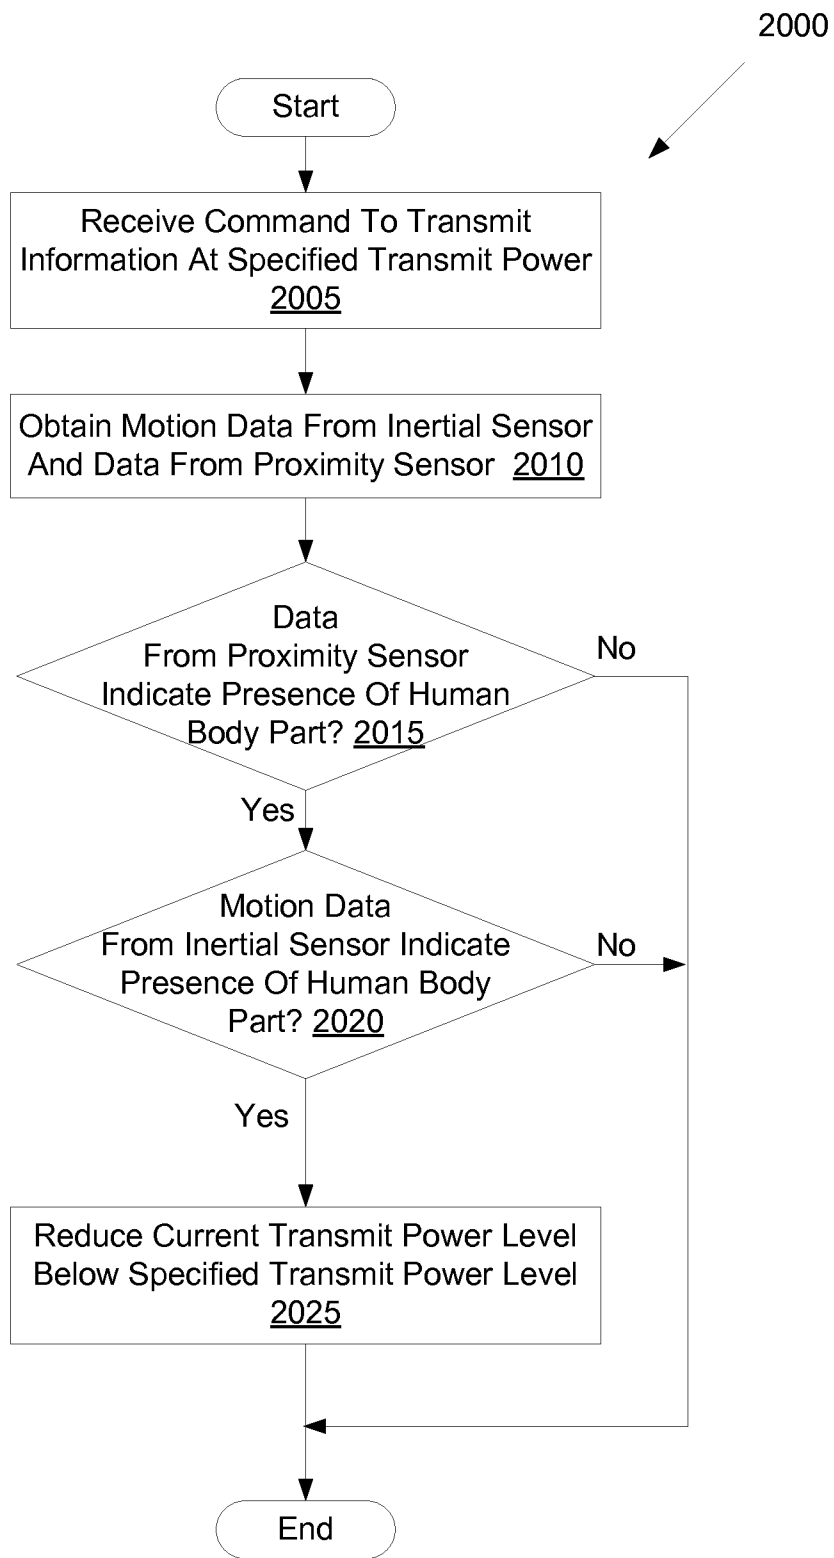 2000
Start
Receive Command To Transmit
Information At Specified Transmit Power
2005
Obtain Motion Data From Inertial Sensor
And Data From Proximity Sensor 2010
Data
From Proximity Sensor
Indicate Presence Of Human
Body Part? 2015
No
Yes
Motion Data
From Inertial Sensor Indicate
Presence Of Human Body
Part? 2020
No
Yes
Reduce Current Transmit Power Level
Below Specified Transmit Power Level
2025
End